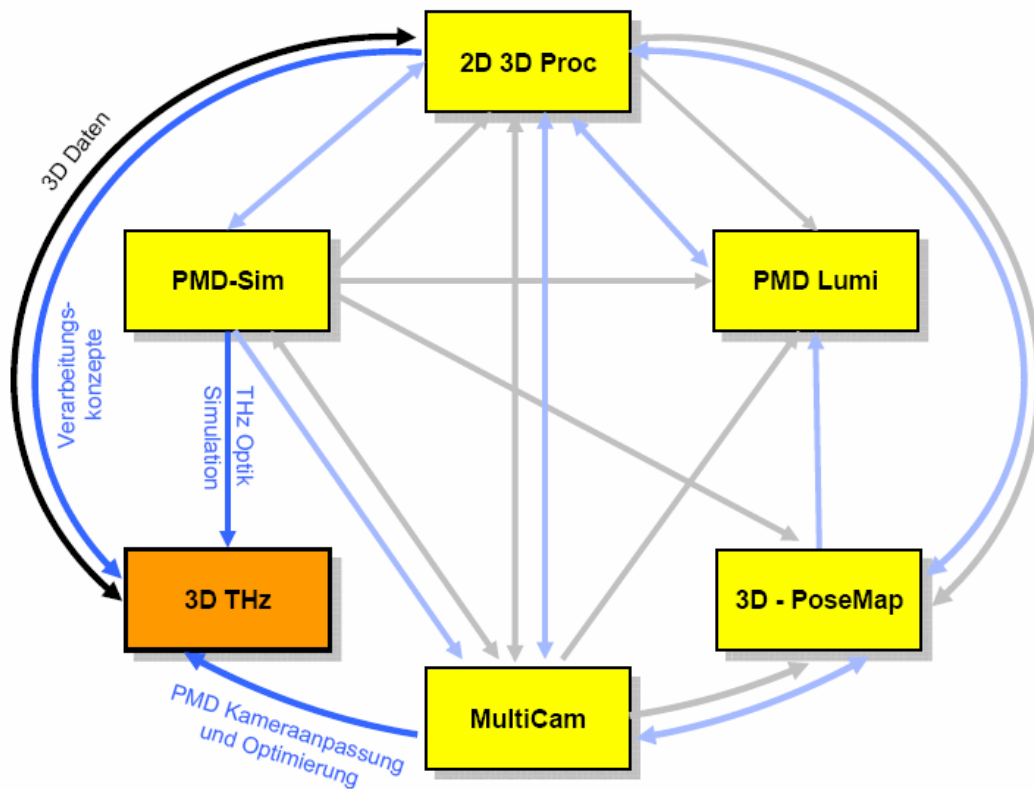 2D 3D Proc
3D Daten
PMD-Sim
PMD Lumi
Verarbeitungs-
konzepte
THz Optik
Simulation
3D THz
3D - PoseMap
MultiCam
PMD Kameraanpassung
und Optimierung